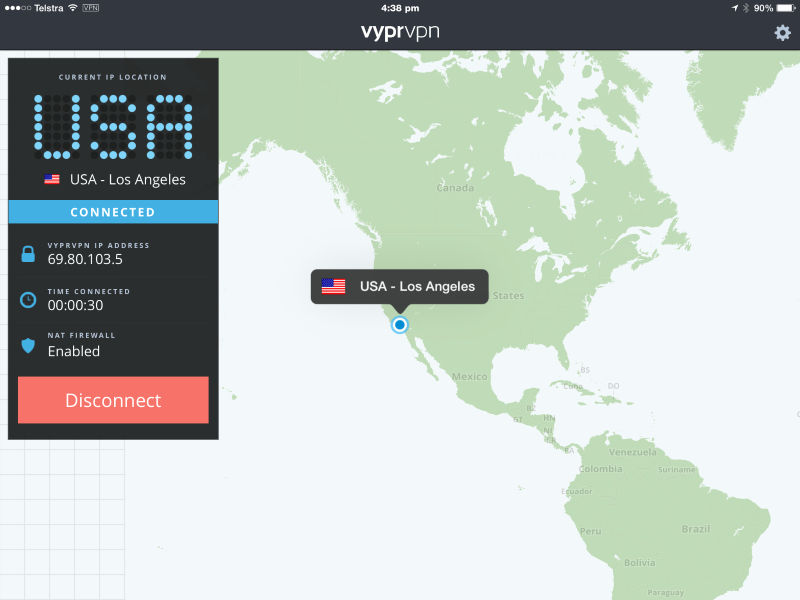 Telstra VPN 4:38 pm 90%
vyprvpn
CURRENT IP LOCATION
USA
USA - Los Angeles
CONNECTED
VYPRVPN IP ADDRESS
69.80.103.5
TIME CONNECTED
00:00:30
NAT FIREWALL
Enabled
Disconnect
Canada
USA - Los Angeles
States
Mexico
BS
Cuba
DO
BZ
GT
HN
NI
CR
PA
Venezuela
Colombia
Suriname
Ecuador
Peru
Brazil
Bolivia
Paraguay